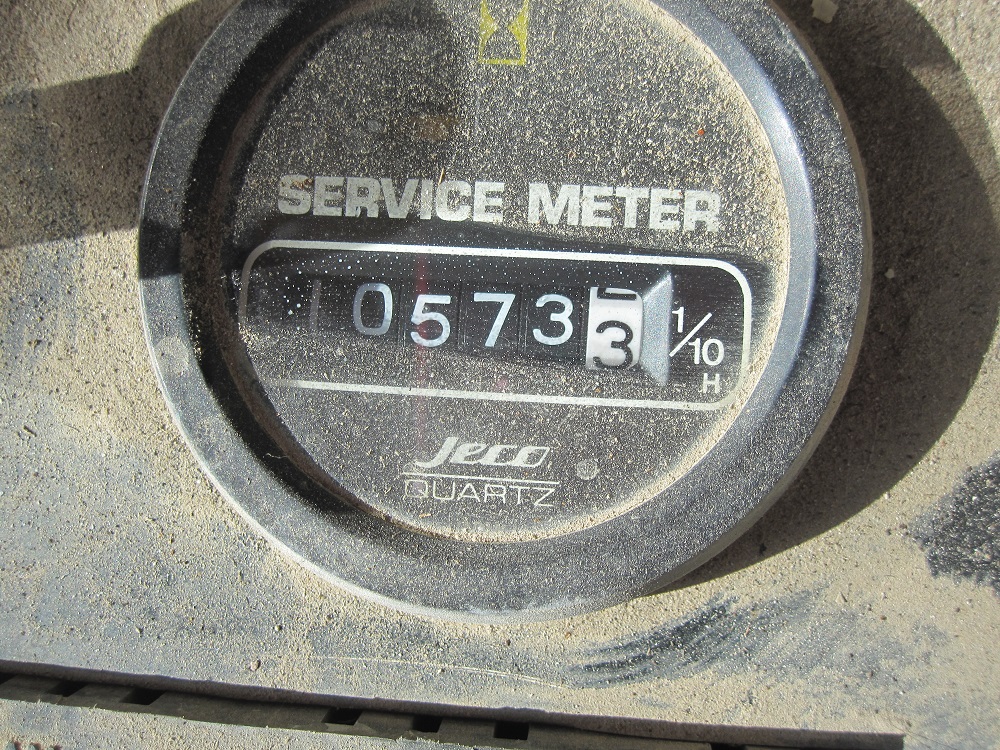 SERVICE METER
05733 1/10
H
Jeco
QUARTZ